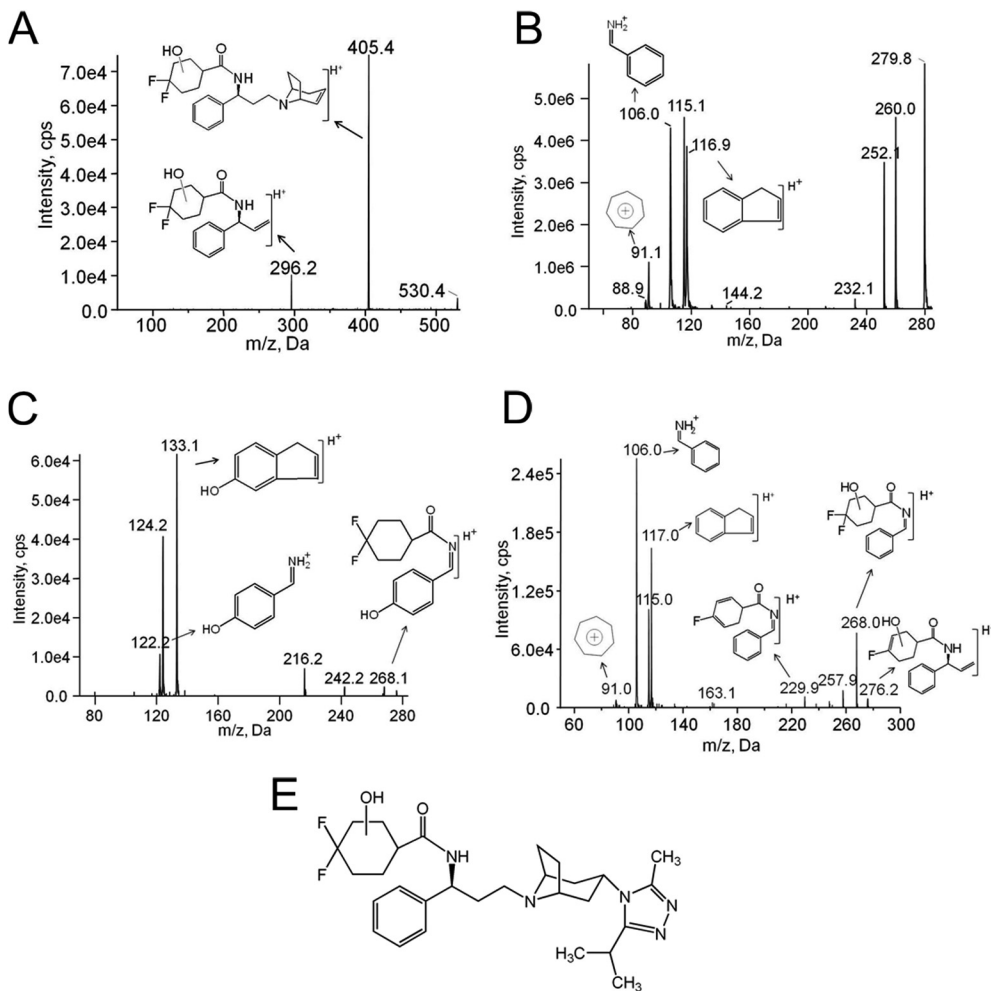 A
Intensity, cps
7.0e4
6.0e4
5.0e4
4.0e4
3.0e4
2.0e4
1.0e4
0.0
100
200
300
400
500
m/z, Da
405.4
296.2
530.4
HO
O
F
F
NH
N
H+
HO
O
F
F
NH
H+
B
Intensity, cps
5.0e6
4.0e6
3.0e6
2.0e6
1.0e6
0.0
80
120
160
200
240
280
m/z, Da
NH2+
106.0
115.1
116.9
H+
+
91.1
88.9
144.2
232.1
252.1
260.0
279.8
C
Intensity, cps
6.0e4
5.0e4
4.0e4
3.0e4
2.0e4
1.0e4
0.0
80
120
160
200
240
280
m/z, Da
133.1
HO
H+
124.2
122.2
NH2+
HO
216.2
242.2
268.1
F
F
O
N
HO
H+
D
Intensity, cps
2.4e5
1.8e5
1.2e5
6.0e4
0.0
60
100
140
180
220
260
300
m/z, Da
106.0
NH2+
117.0
H+
115.0
+
91.0
163.1
229.9
257.9
268.0
276.2
F
O
N
H+
HO
O
F
F
N
H+
HO
O
F
NH
H+
E
OH
O
F
F
NH
N
CH3
N
N
N
H3C
CH3